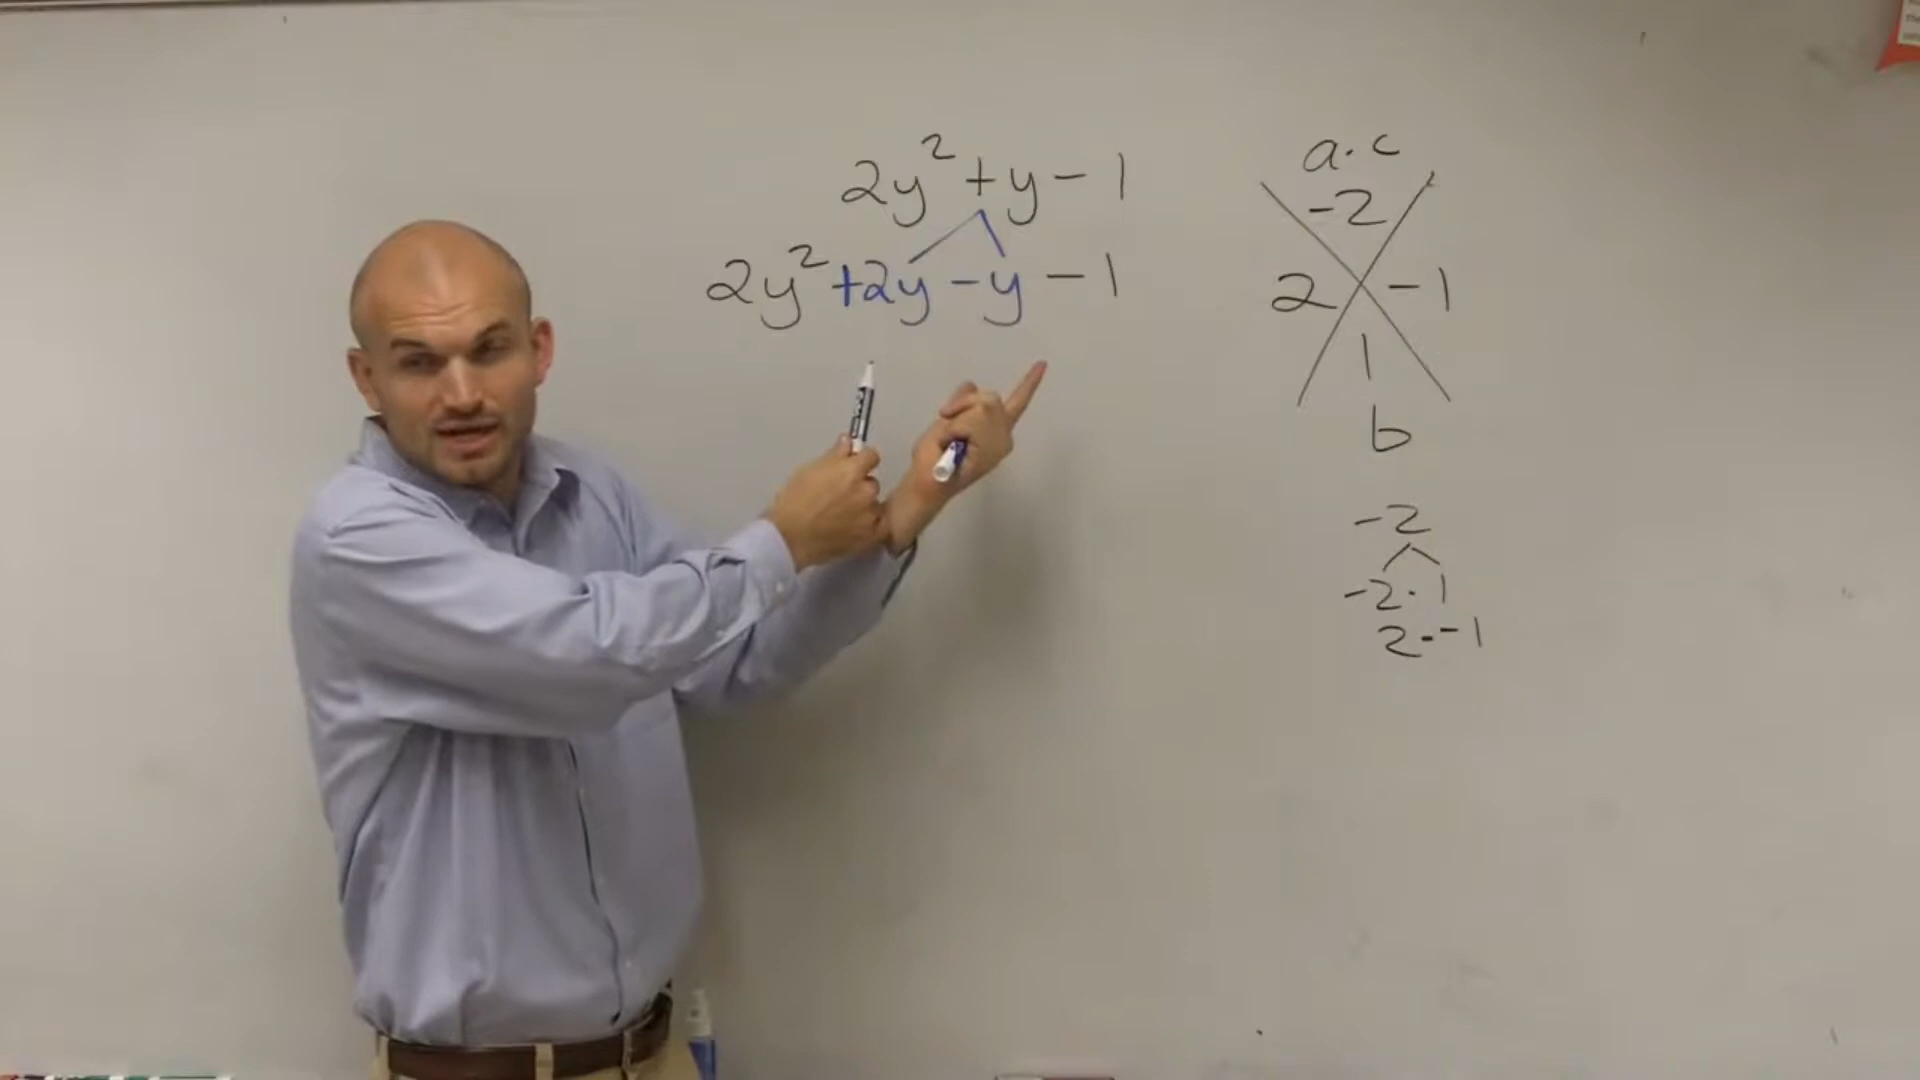 2y² + y - 1
2y² + 2y - y - 1
a·c
-2
2 -1
1
b
-2
-2·1
2·-1